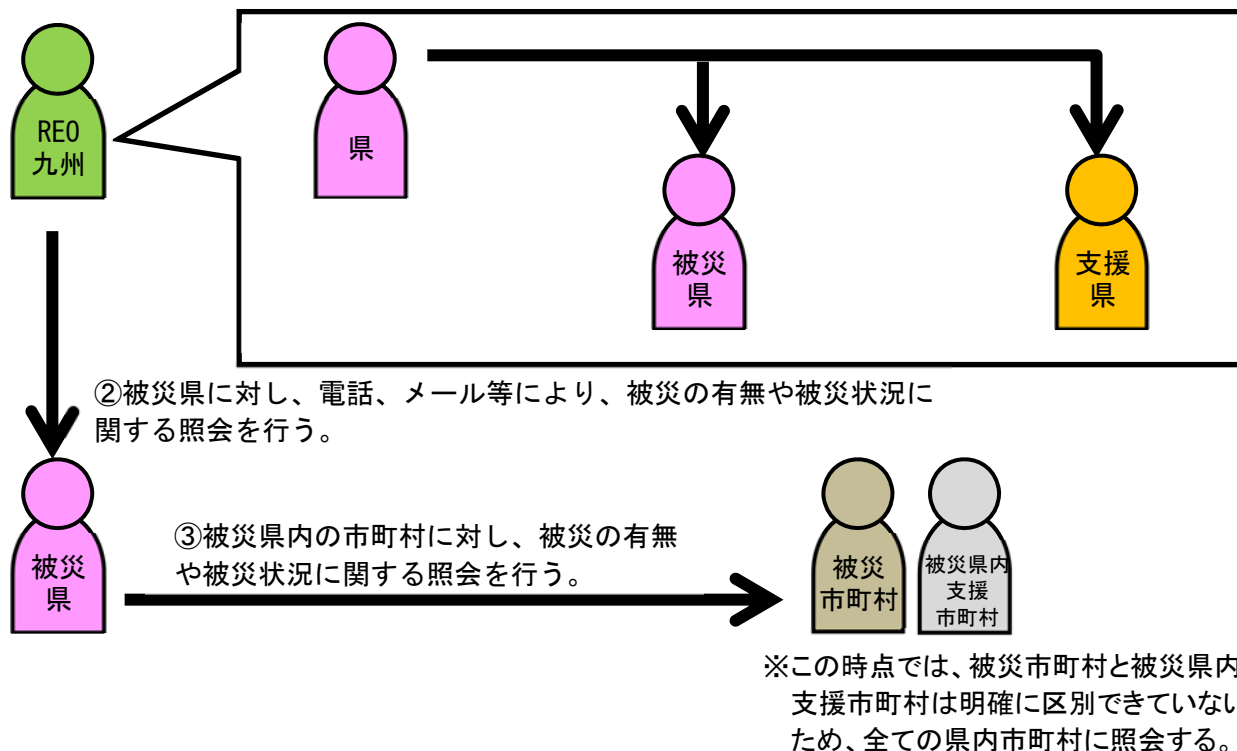 REO
九州
県
被災
県
支援
県
②被災県に対し、電話、メール等により、被災の有無や被災状況に
関する照会を行う。
被災
県
③被災県内の市町村に対し、被災の有無
や被災状況に関する照会を行う。
被災
市町村
被災県内
支援
市町村
※この時点では、被災市町村と被災県内
支援市町村は明確に区別できていない
ため、全ての県内市町村に照会する。